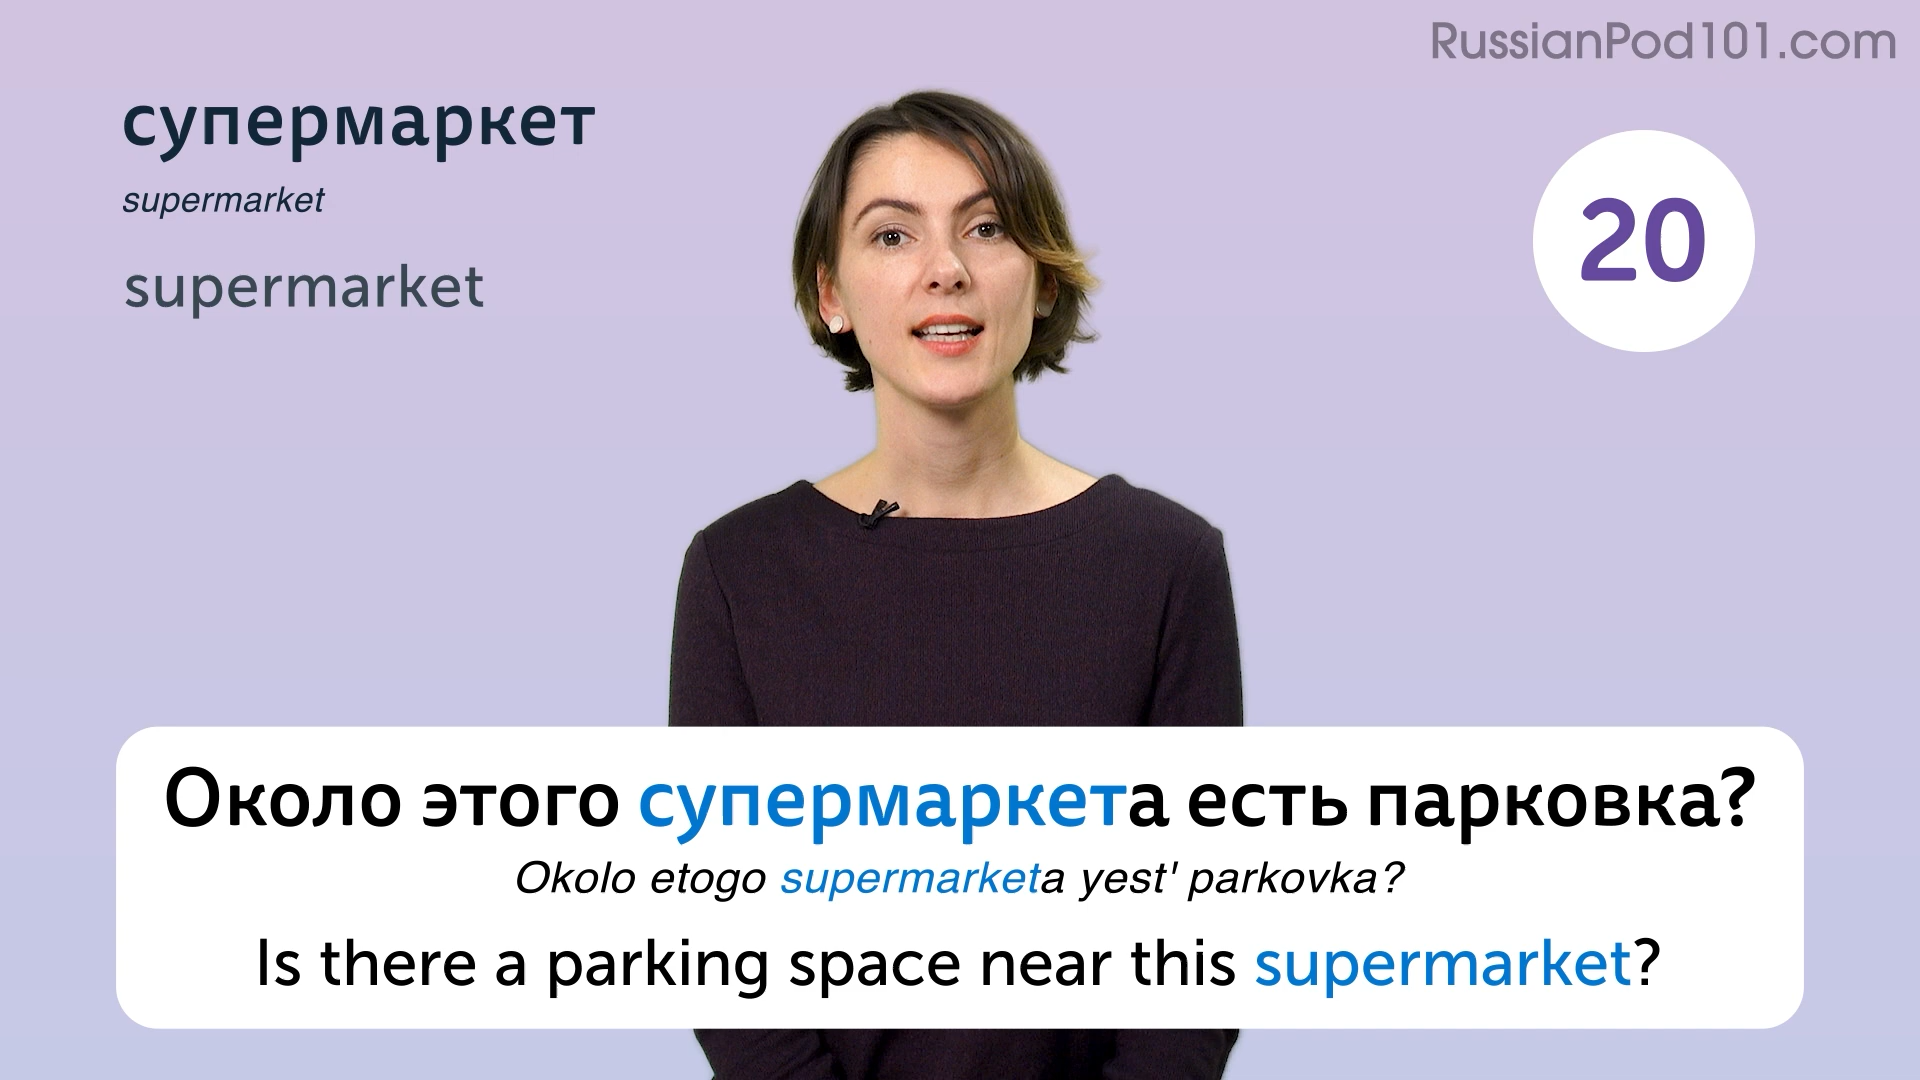 RussianPod101.com
супермаркет
supermarket
supermarket
20
Около этого супермаркета есть парковка?
Okolo etogo supermarketa yest' parkovka?
Is there a parking space near this supermarket?